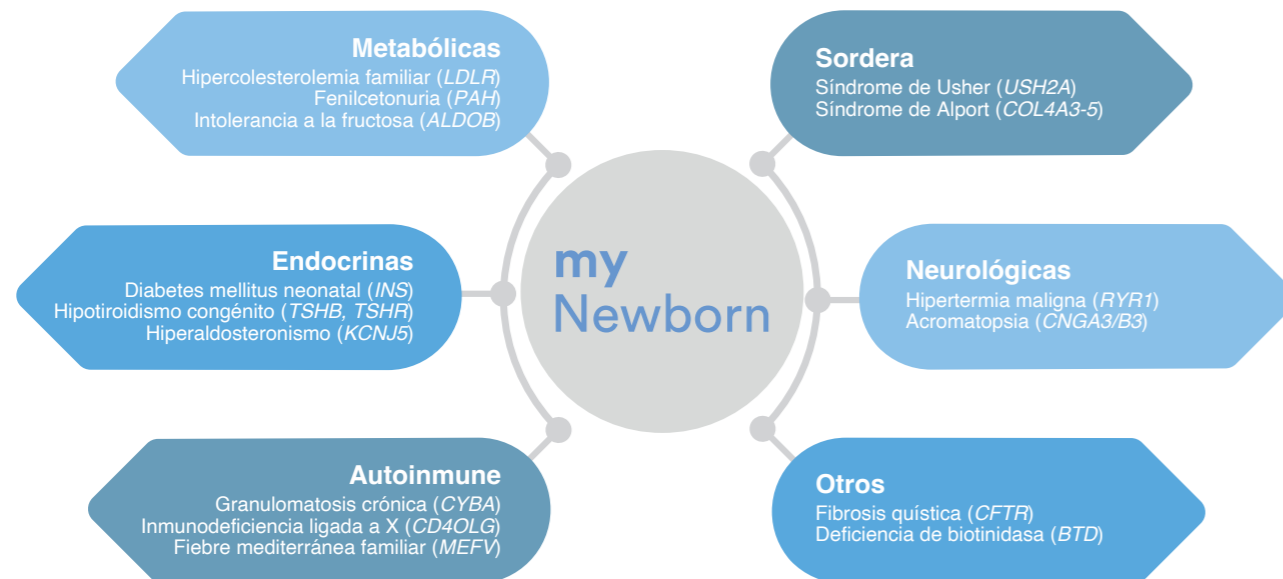 Metabólicas
Hipercolesterolemia familiar (LDLR)
Fenilcetonuria (PAH)
Intolerancia a la fructosa (ALDOB)
Endocrinas
Diabetes mellitus neonatal (INS)
Hipotiroidismo congénito (TSHB, TSHR)
Hiperaldosteronismo (KCNJ5)
Autoinmune
Granulomatosis crónica (CYBA)
Inmunodeficiencia ligada a X (CD4OLG)
Fiebre mediterránea familiar (MEFV)
my
Newborn
Sordera
Síndrome de Usher (USH2A)
Síndrome de Alport (COL4A3-5)
Neurológicas
Hipertermia maligna (RYR1)
Acromatopsia (CNGA3/B3)
Otros
Fibrosis quística (CFTR)
Deficiencia de biotinidasa (BTD)